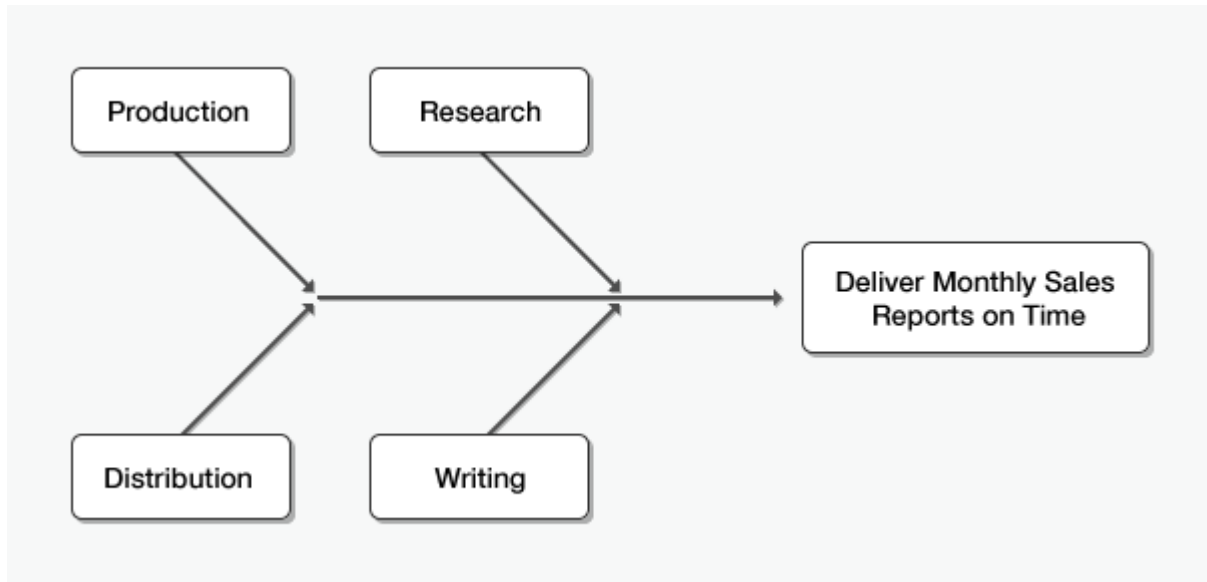 Production
Research
Deliver Monthly Sales
Reports on Time
Distribution
Writing